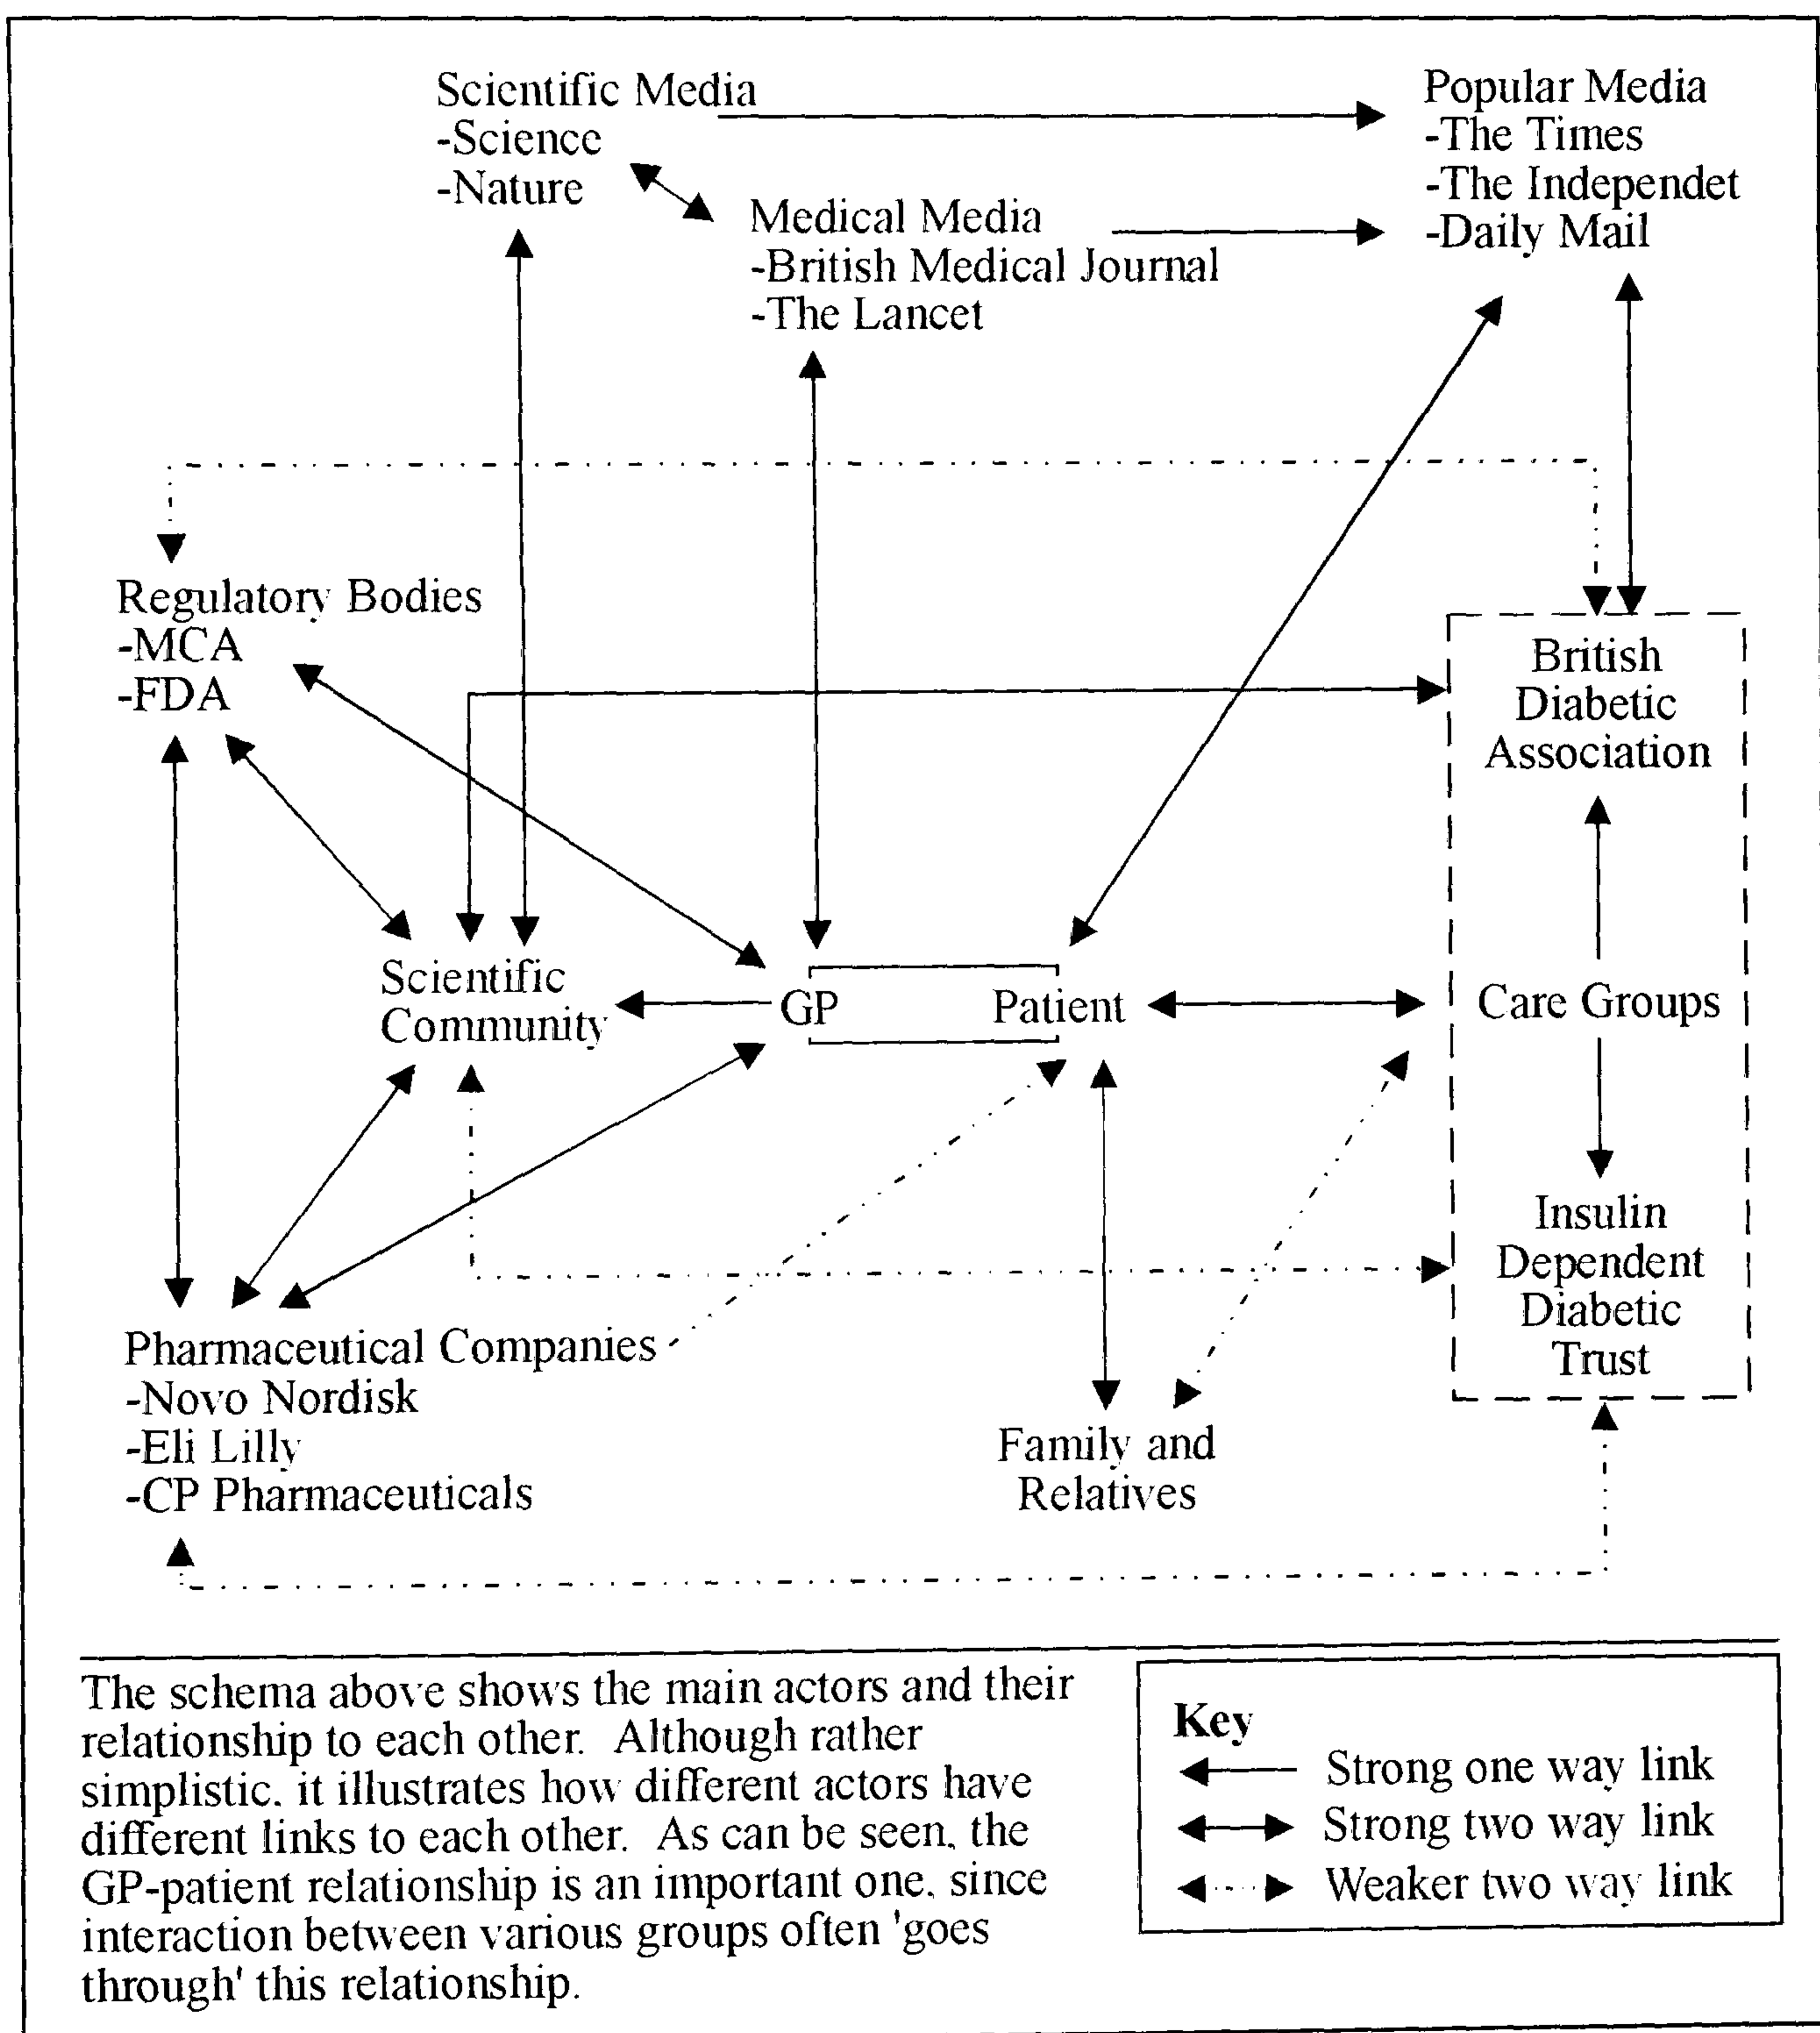 Scientific Media
-Science
-Nature
Popular Media
-The Times
-The Independet
-Daily Mail
Medical Media
-British Medical Journal
-The Lancet
Regulatory Bodies
-MCA
-FDA
British
Diabetic
Association
Scientific
Community
GP
Patient
Care Groups
Insulin
Dependent
Diabetic
Trust
Pharmaceutical Companies
-Novo Nordisk
-Eli Lilly
-CP Pharmaceuticals
Family and
Relatives
The schema above shows the main actors and their
relationship to each other. Although rather
simplistic, it illustrates how different actors have
different links to each other. As can be seen, the
GP-patient relationship is an important one, since
interaction between various groups often 'goes
through' this relationship.
Key
Strong one way link
Strong two way link
Weaker two way link